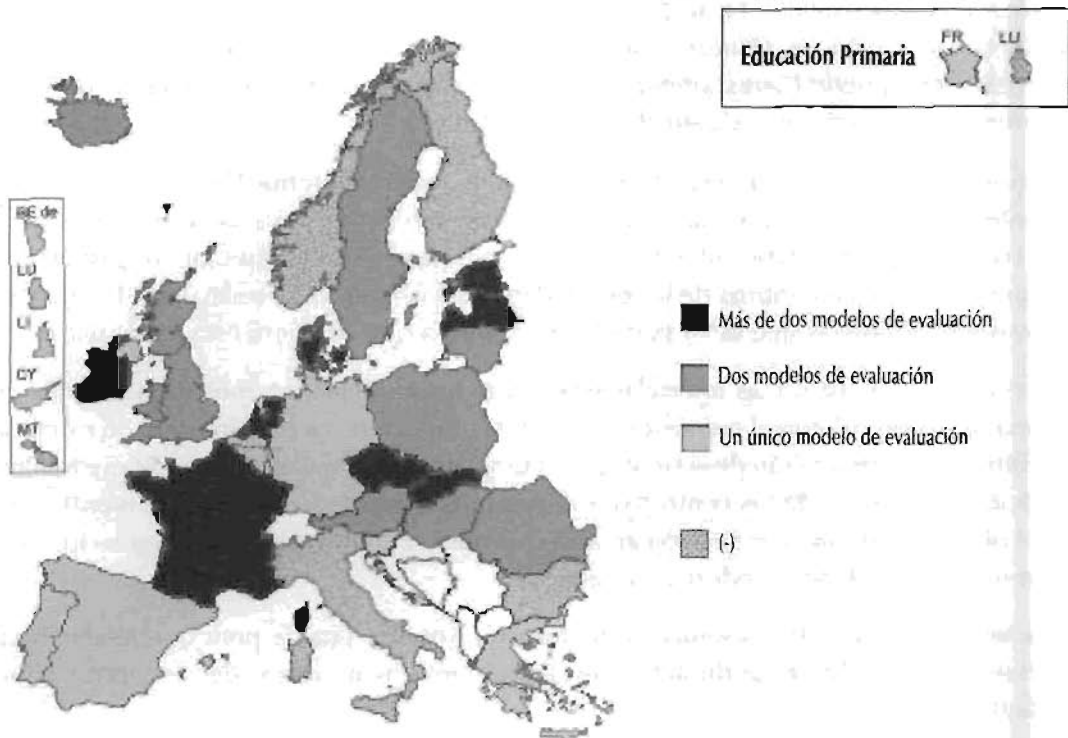 FR LU
Educación Primaria
BE de
LU
LI
CY
MT
Más de dos modelos de evaluación
Dos modelos de evaluación
Un único modelo de evaluación
(-)